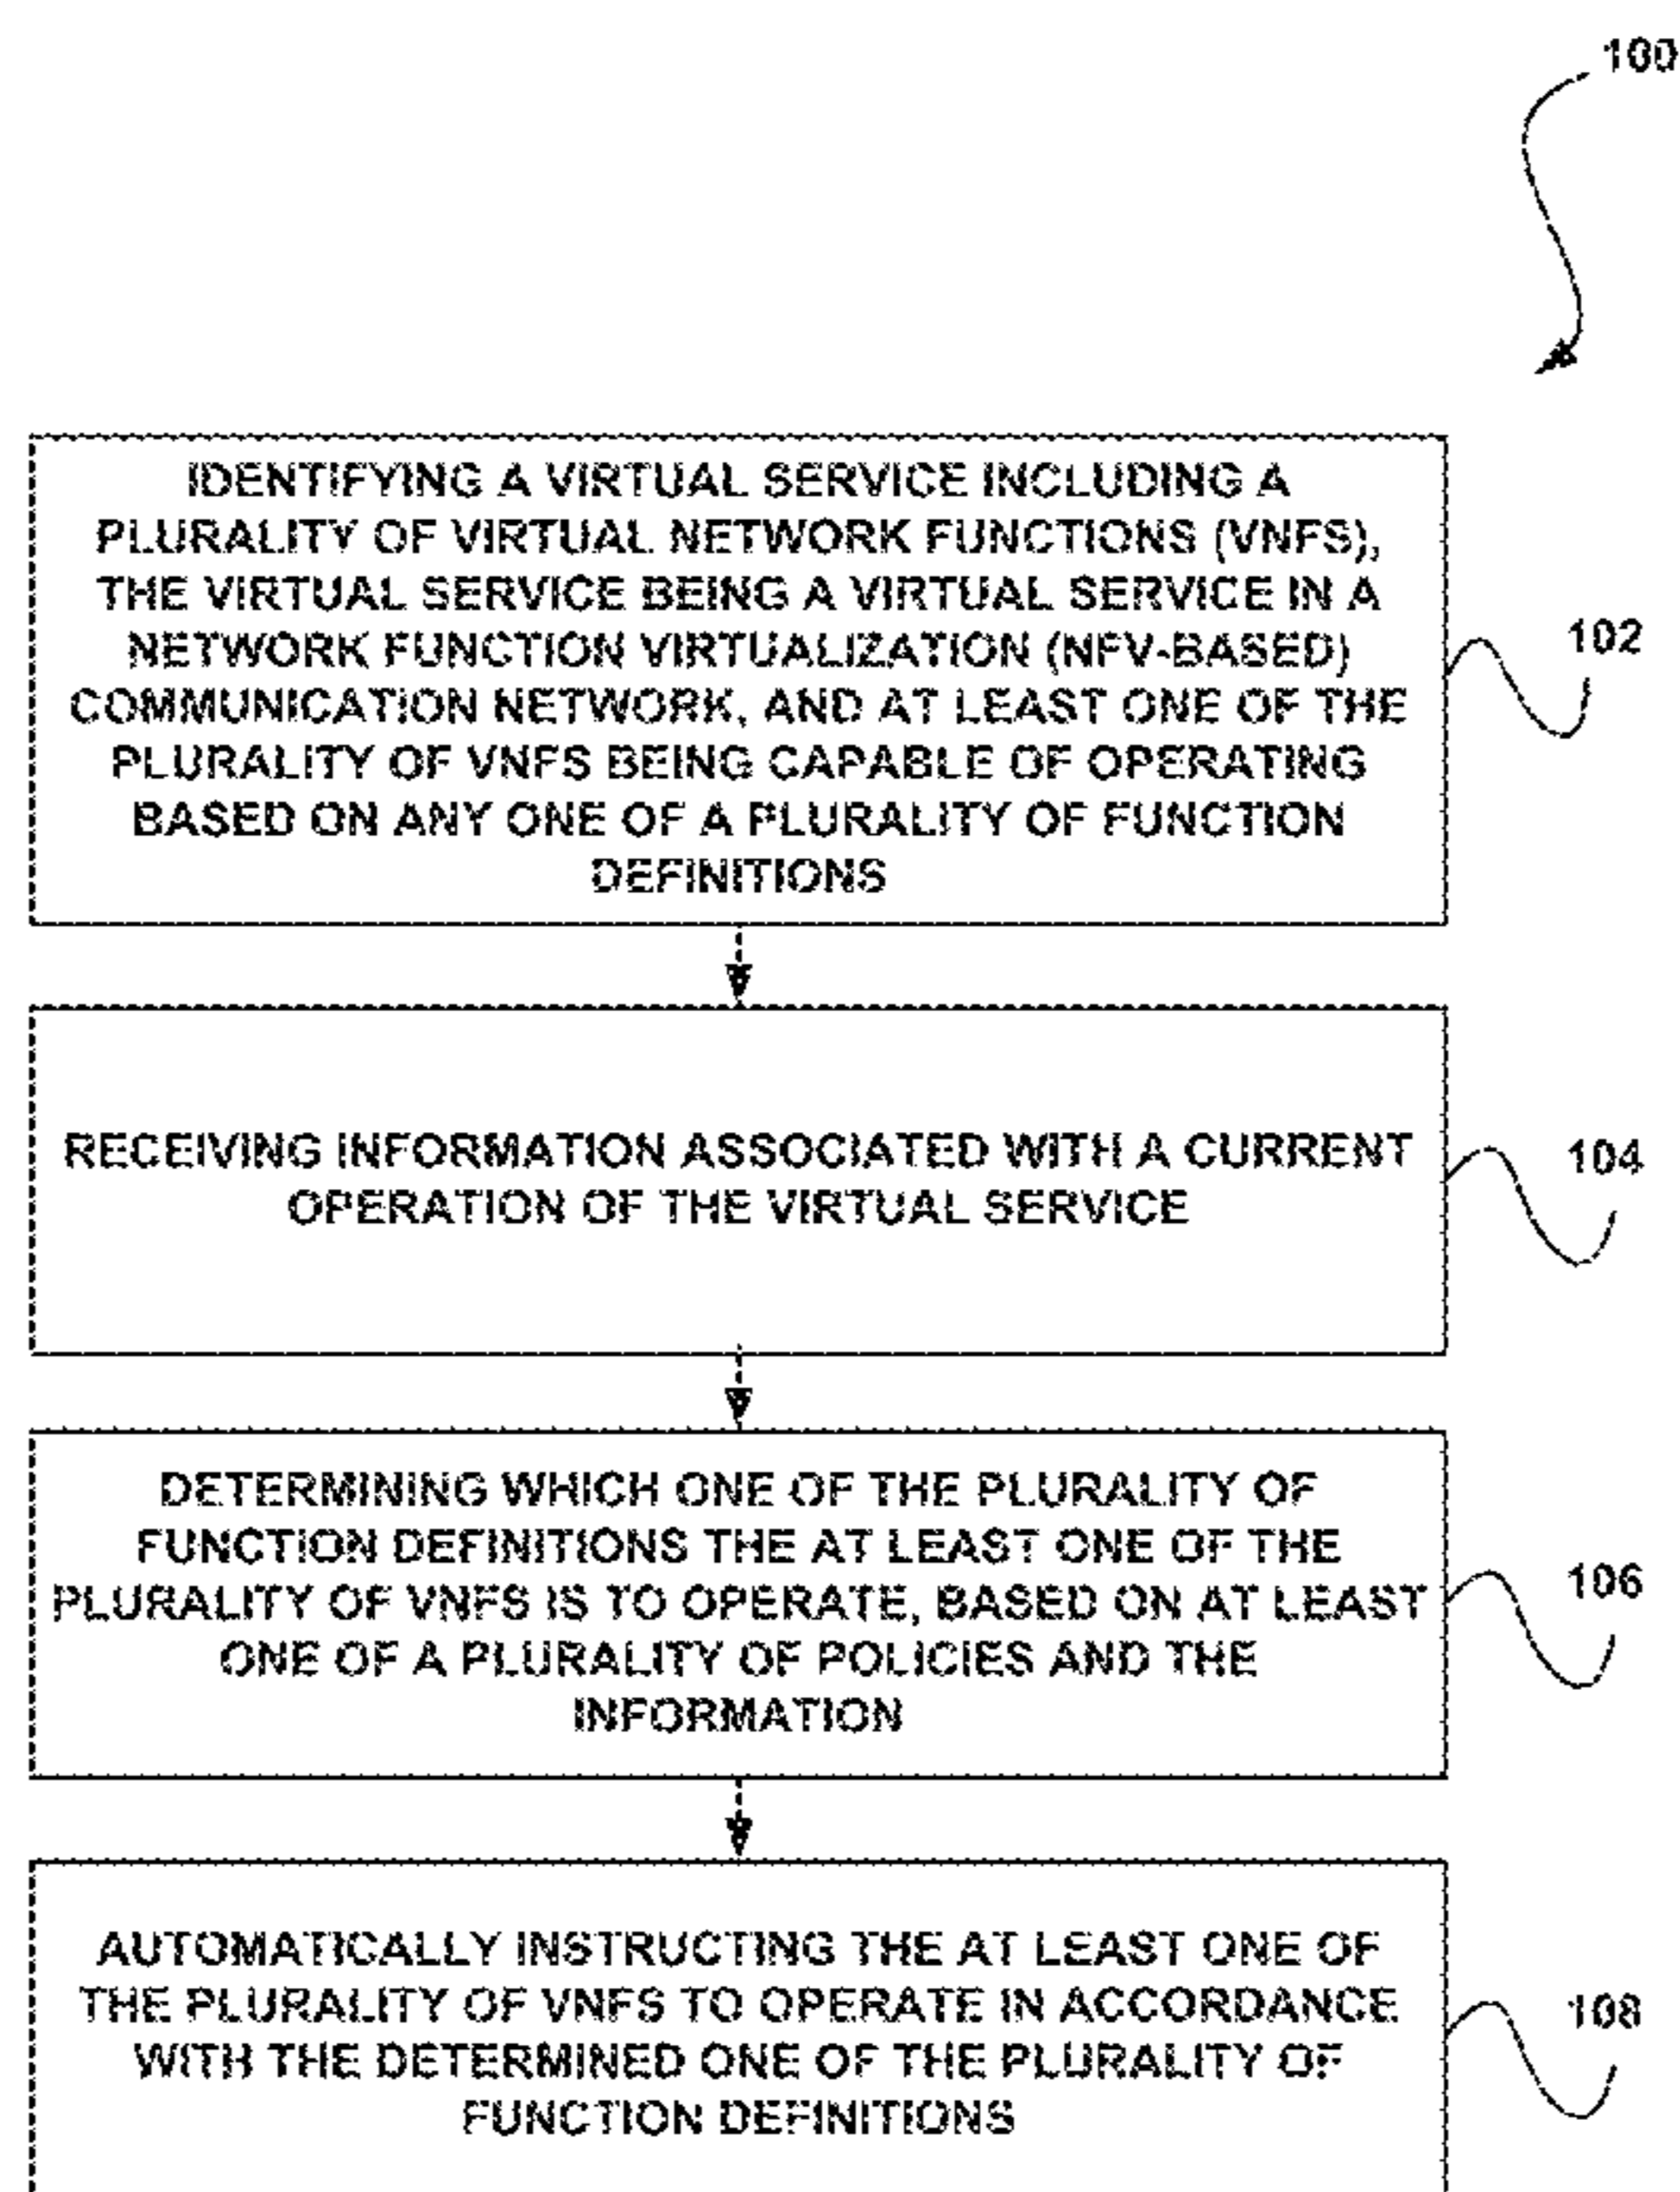 100
IDENTIFYING A VIRTUAL SERVICE INCLUDING A
PLURALITY OF VIRTUAL NETWORK FUNCTIONS (VNFS),
THE VIRTUAL SERVICE BEING A VIRTUAL SERVICE IN A
NETWORK FUNCTION VIRTUALIZATION (NFV-BASED)
COMMUNICATION NETWORK, AND AT LEAST ONE OF THE
PLURALITY OF VNFS BEING CAPABLE OF OPERATING
BASED ON ANY ONE OF A PLURALITY OF FUNCTION
DEFINITIONS
102
RECEIVING INFORMATION ASSOCIATED WITH A CURRENT
OPERATION OF THE VIRTUAL SERVICE
104
DETERMINING WHICH ONE OF THE PLURALITY OF
FUNCTION DEFINITIONS THE AT LEAST ONE OF THE
PLURALITY OF VNFS IS TO OPERATE, BASED ON AT LEAST
ONE OF A PLURALITY OF POLICIES AND THE
INFORMATION
106
AUTOMATICALLY INSTRUCTING THE AT LEAST ONE OF
THE PLURALITY OF VNFS TO OPERATE IN ACCORDANCE
WITH THE DETERMINED ONE OF THE PLURALITY OF
FUNCTION DEFINITIONS
108